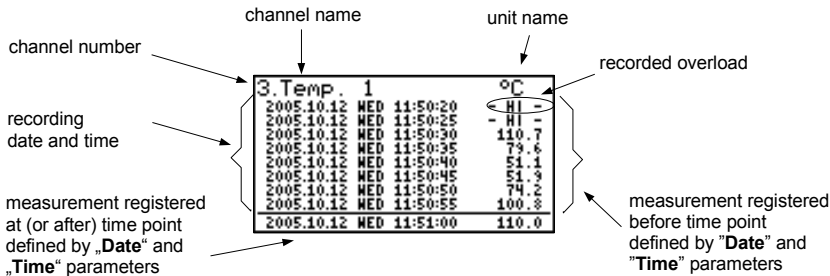 channel name
unit name
channel number
recorded overload
3.Temp. 1 °C
2005.10.12 WED 11:50:20 - HI -
2005.10.12 WED 11:50:25 - HI -
2005.10.12 WED 11:50:30 110.7
2005.10.12 WED 11:50:35 79.6
2005.10.12 WED 11:50:40 51.1
2005.10.12 WED 11:50:45 51.9
2005.10.12 WED 11:50:50 74.2
2005.10.12 WED 11:50:55 100.8
2005.10.12 WED 11:51:00 110.0
recording
date and time
measurement registered
at (or after) time point
defined by „Date“ and
„Time“ parameters
measurement registered
before time point
defined by ”Date” and
”Time” parameters